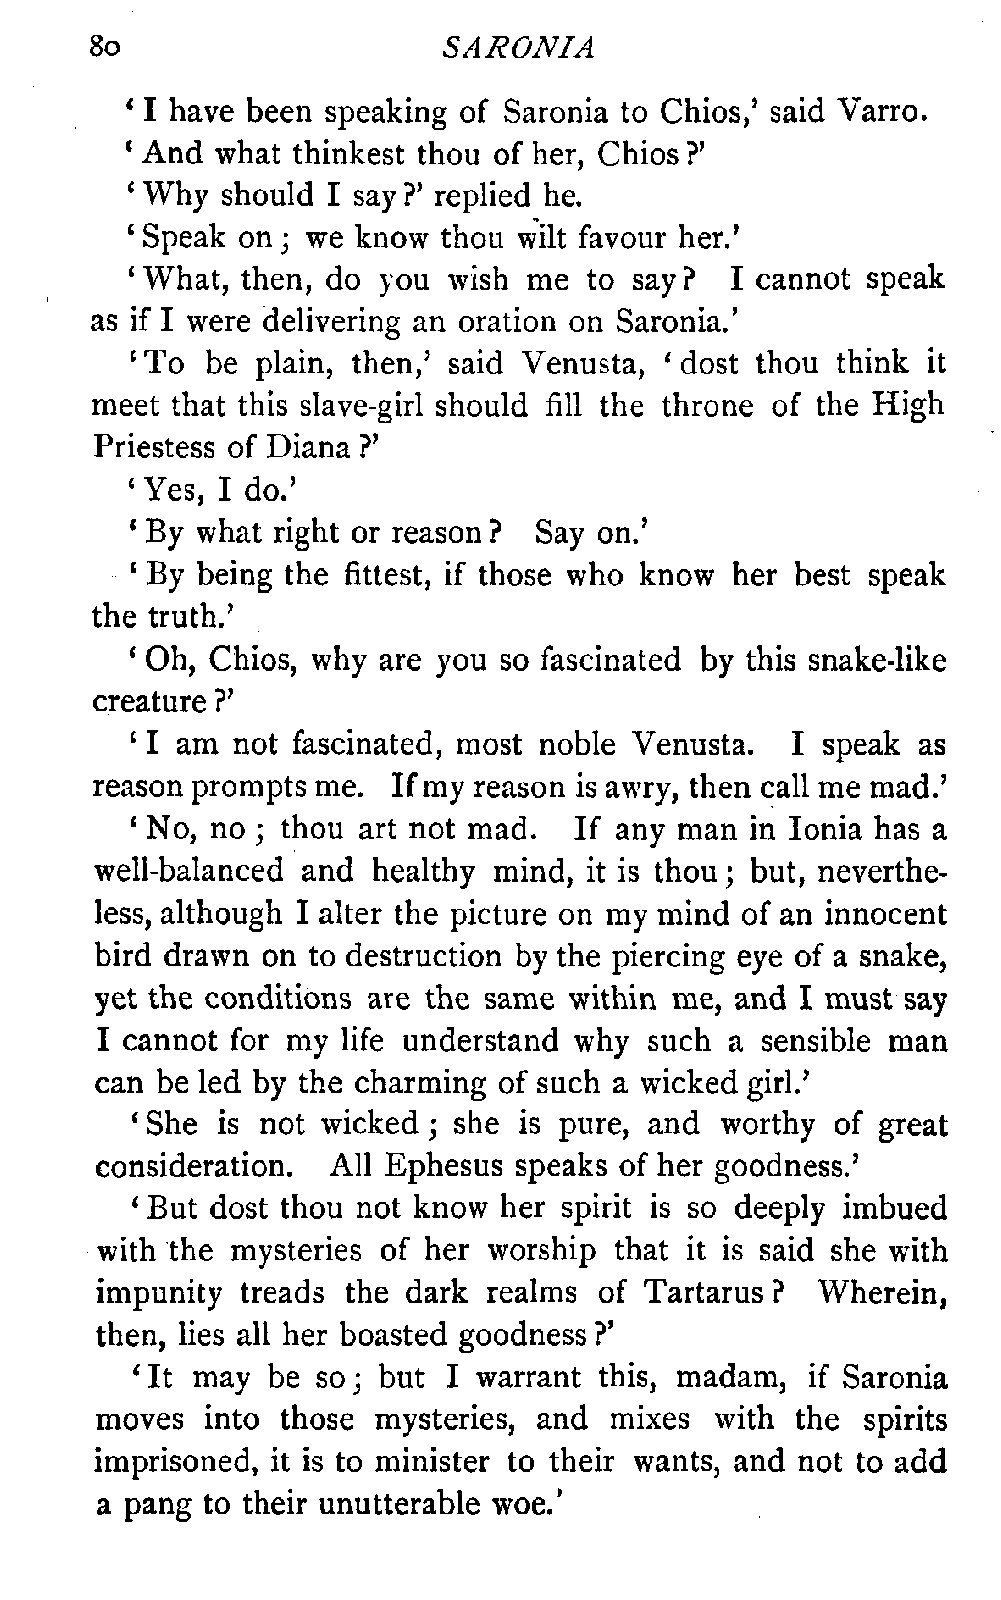 80 SARONIA
‘I have been speaking of Saronia to Chios,’ said Varro.
‘And what thinkest thou of her, Chios?’
‘Why should I say?’ replied he.
‘Speak on; we know thou wilt favour her.’
‘What, then, do you wish me to say? I cannot speak
as if I were delivering an oration on Saronia.’
‘To be plain, then,’ said Venusta, ‘dost thou think it
meet that this slave-girl should fill the throne of the High
Priestess of Diana?’
‘Yes, I do.’
‘By what right or reason? Say on.’
‘By being the fittest, if those who know her best speak
the truth.’
‘Oh, Chios, why are you so fascinated by this snake-like
creature?’
‘I am not fascinated, most noble Venusta. I speak as
reason prompts me. If my reason is awry, then call me mad.’
‘No, no; thou art not mad. If any man in Ionia has a
well-balanced and healthy mind, it is thou; but, neverthe-
less, although I alter the picture on my mind of an innocent
bird drawn on to destruction by the piercing eye of a snake,
yet the conditions are the same within me, and I must say
I cannot for my life understand why such a sensible man
can be led by the charming of such a wicked girl.’
‘She is not wicked; she is pure, and worthy of great
consideration. All Ephesus speaks of her goodness.’
‘But dost thou not know her spirit is so deeply imbued
with the mysteries of her worship that it is said she with
impunity treads the dark realms of Tartarus? Wherein,
then, lies all her boasted goodness?’
‘It may be so; but I warrant this, madam, if Saronia
moves into those mysteries, and mixes with the spirits
imprisoned, it is to minister to their wants, and not to add
a pang to their unutterable woe.’